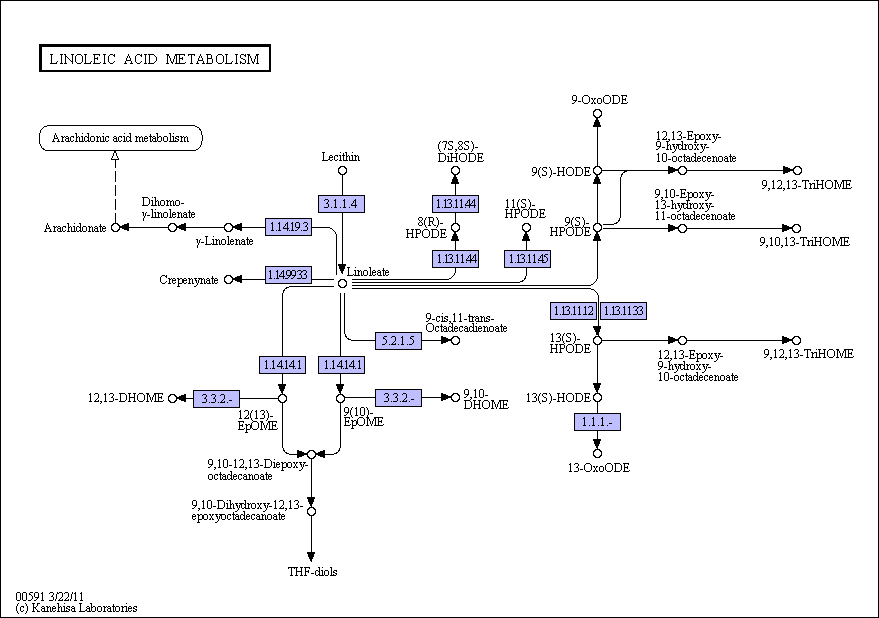 LINOLEIC ACID METABOLISM
9-OxoODE
Arachidonic acid metabolism
Lecithin
(7S,8S)-
DiHODE
12,13-Epoxy-
9-hydroxy-
10-octadecenoate
9(S)-HODE
9,12,13-TriHOME
3.1.1.4
1.13.11.44
11(S)-
HPODE
Dihomo-
γ-linolenate
9,10-Epoxy-
13-hydroxy-
11-octadecenoate
Arachidonate
γ-Linolenate
1.14.19.3
8(R)-
HPODE
9(S)-
HPODE
9,10,13-TriHOME
1.13.11.44
1.13.11.45
Crepenynate
1.14.99.33
Linoleate
1.13.11.12
1.13.11.33
9-cis,11-trans-
Octadecadienoate
5.2.1.5
13(S)-
HPODE
12,13-Epoxy-
9-hydroxy-
10-octadecenoate
9,12,13-TriHOME
1.14.14.1
1.14.14.1
12,13-DHOME
3.3.2.-
12(13)-
EpOME
9(10)-
EpOME
3.3.2.-
9,10-
DHOME
13(S)-HODE
1.1.1.-
13-OxoODE
9,10-12,13-Diepoxy-
octadecanoate
9,10-Dihydroxy-12,13-
epoxyoctadecanoate
THF-diols
00591 3/22/11
(c) Kanehisa Laboratories